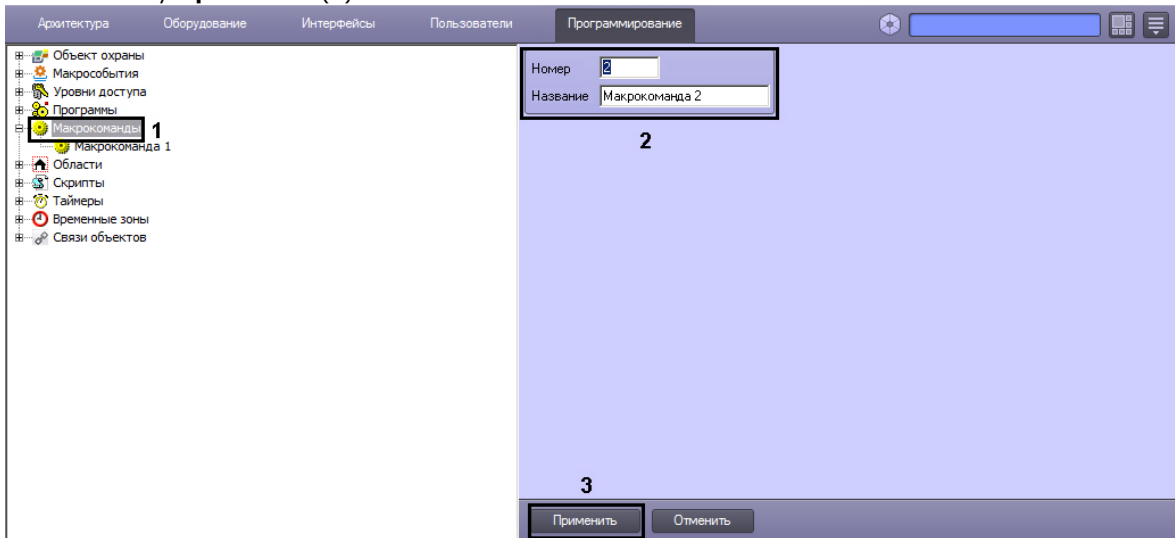 Архитектура Оборудование Интерфейсы Пользователи Программирование
Объект охраны
Макрособытия
Уровни доступа
Программы
Макрокоманды 1
Макрокоманда 1
Области
Скрипты
Таймеры
Временные зоны
Связи объектов
Номер 2
Название Макрокоманда 2
2
3
Применить Отменить